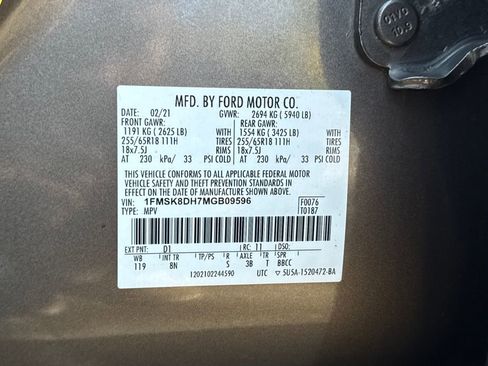 MFD. BY FORD MOTOR CO.
DATE: 02/21 GVWR: 2694 KG ( 5940 LB)
FRONT GAWR: REAR GAWR:
1191 KG ( 2625 LB) WITH 1554 KG ( 3425 LB) WITH
255/65R18 111H TIRES 255/65R18 111H TIRES
18x7.5J RIMS 18x7.5J RIMS
AT 230 kPa/ 33 PSI COLD AT 230 kPa/ 33 PSI COLD
THIS VEHICLE CONFORMS TO ALL APPLICABLE FEDERAL MOTOR
VEHICLE SAFETY AND THEFT PREVENTION STANDARDS IN
EFFECT ON THE DATE OF MANUFACTURE SHOWN ABOVE.
VIN: 1FMSK8DH7MGB09596 F0076
TYPE: MPV T0187
EXT PNT: D1 RC: 11 DSO:
WB INT TR TP/PS R AXLE TR SPR
119 8N S 3B T BBCC
1202102244590 UTC ▽ 5U5A-1520472-BA